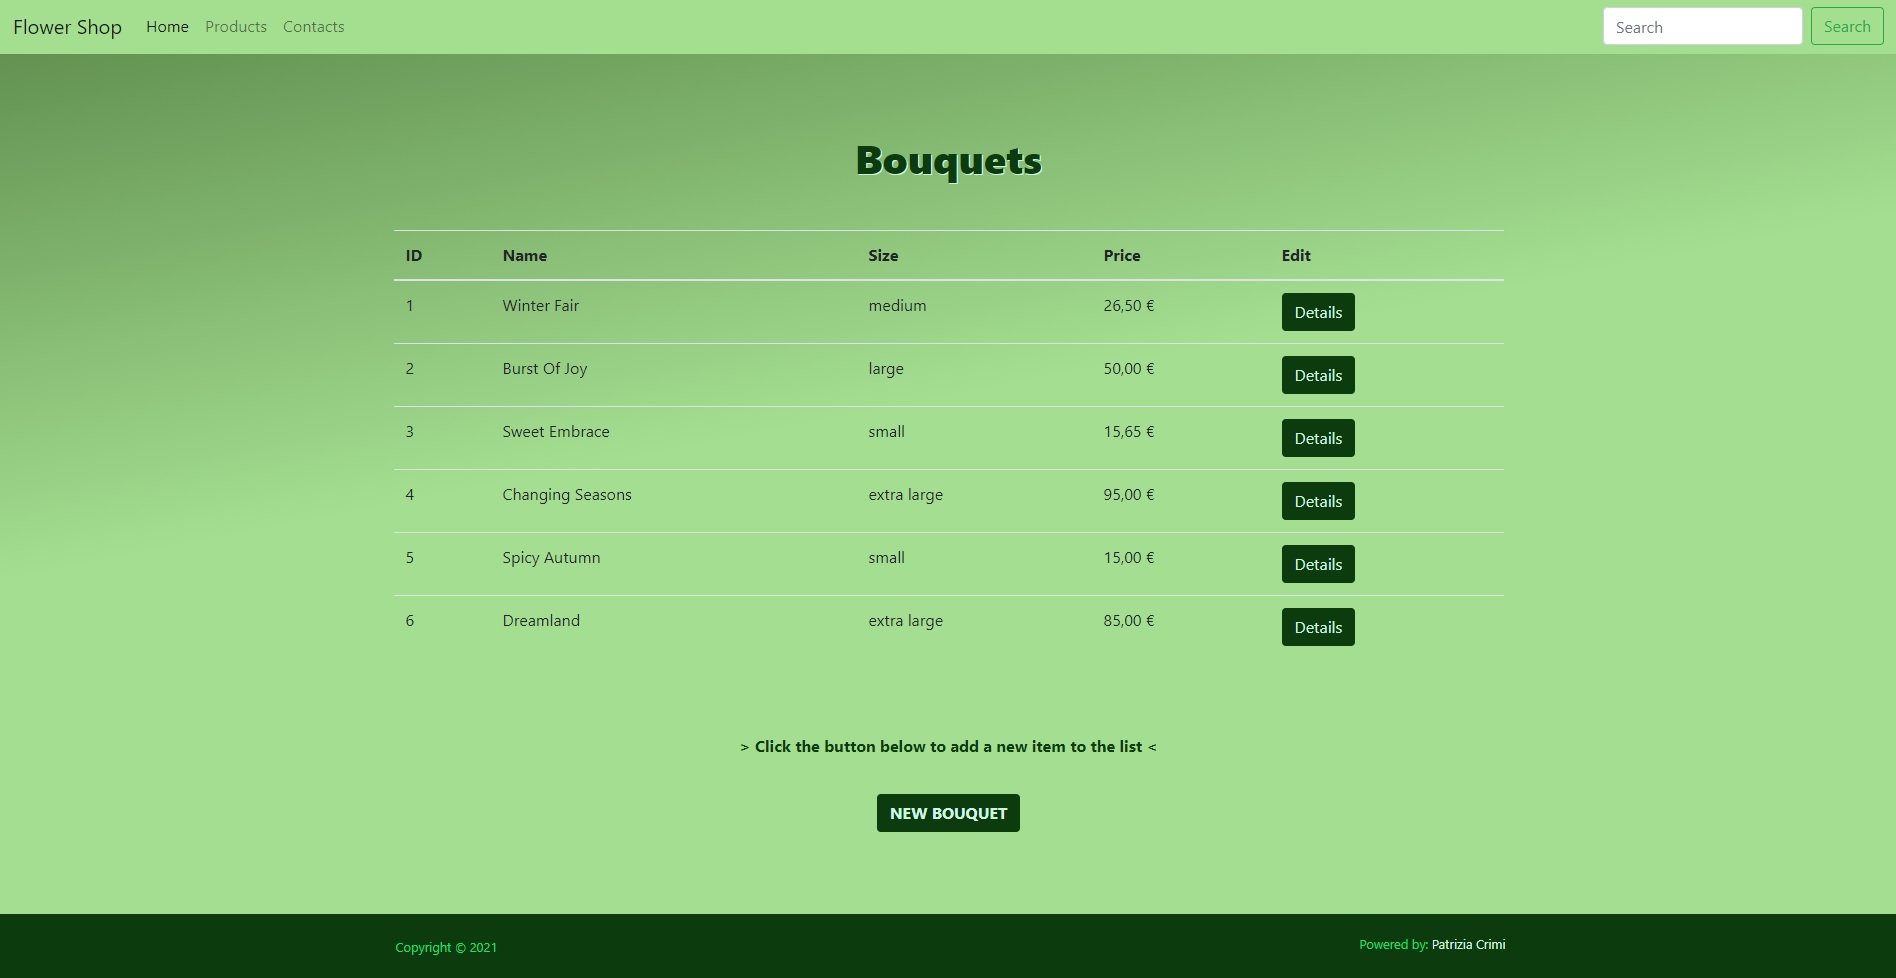 Flower Shop Home Products Contacts Search Search
Bouquets
ID Name Size Price Edit
1 Winter Fair medium 26,50 € Details
2 Burst Of Joy large 50,00 € Details
3 Sweet Embrace small 15,65 € Details
4 Changing Seasons extra large 95,00 € Details
5 Spicy Autumn small 15,00 € Details
6 Dreamland extra large 85,00 € Details
> Click the button below to add a new item to the list <
NEW BOUQUET
Copyright © 2021 Powered by: Patrizia Crimi